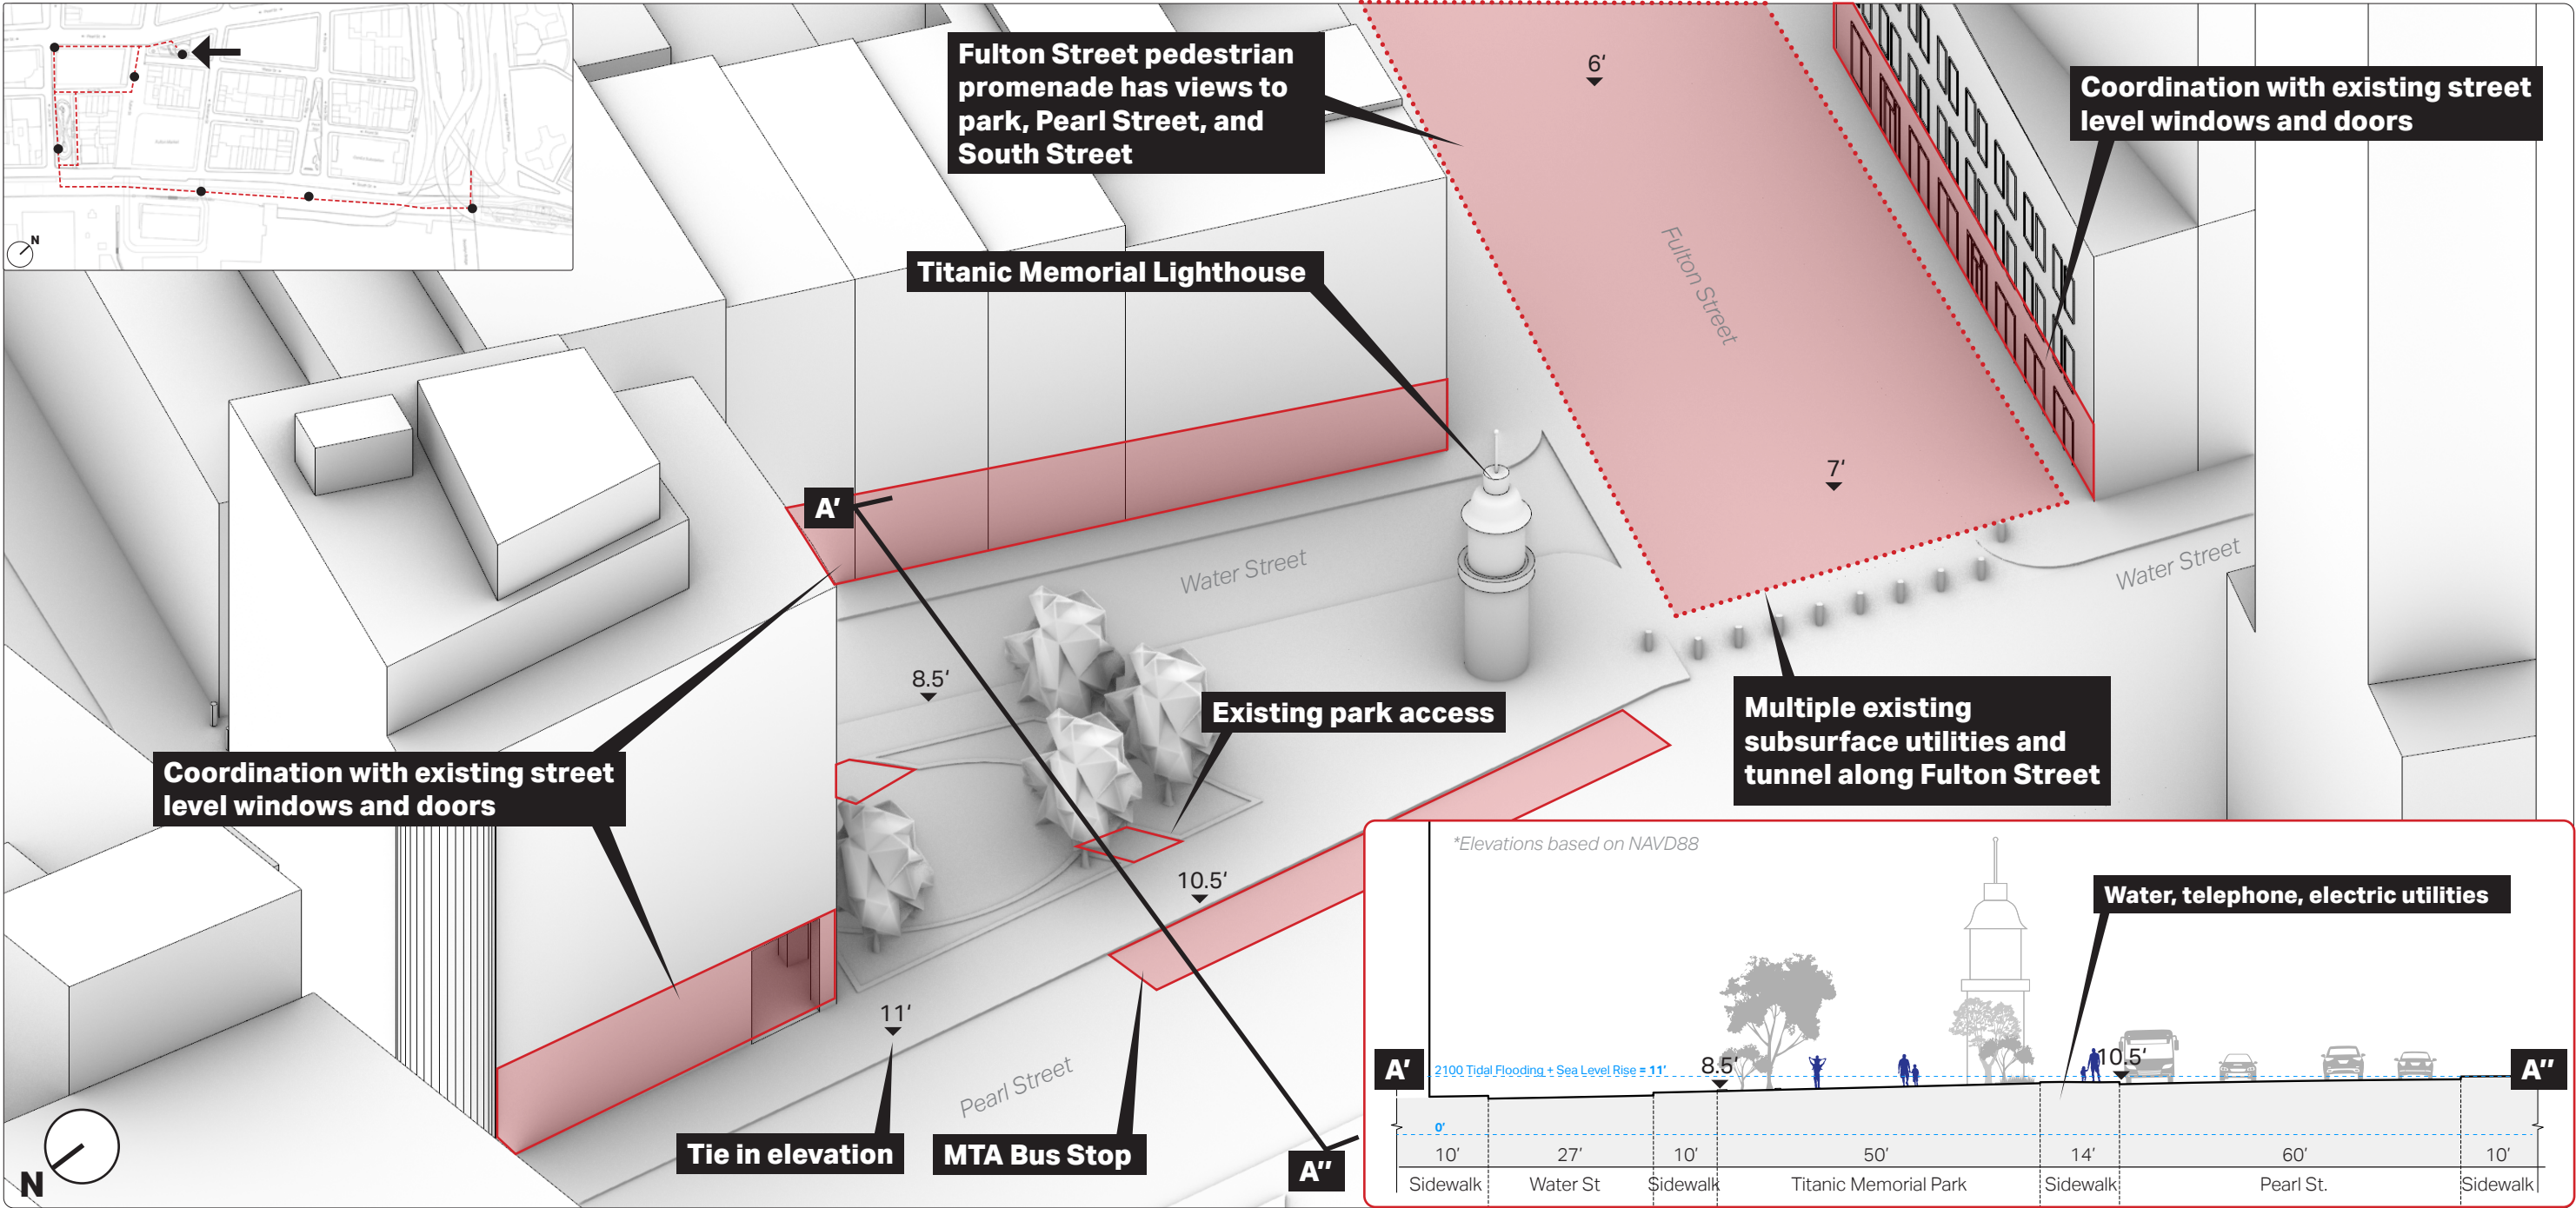 N
Fulton Street pedestrian
promenade has views to
park, Pearl Street, and
South Street
6'
Coordination with existing street
level windows and doors
Titanic Memorial Lighthouse
Fulton Street
7'
A'
Water Street
Water Street
8.5'
Existing park access
Multiple existing
subsurface utilities and
tunnel along Fulton Street
Coordination with existing street
level windows and doors
10.5'
11'
Pearl Street
Tie in elevation
MTA Bus Stop
A''
N
*Elevations based on NAVD88
Water, telephone, electric utilities
A'
2100 Tidal Flooding + Sea Level Rise = 11'
8.5'
10.5'
A''
0'
10' 27' 10' 50' 14' 60' 10'
Sidewalk Water St Sidewalk Titanic Memorial Park Sidewalk Pearl St. Sidewalk